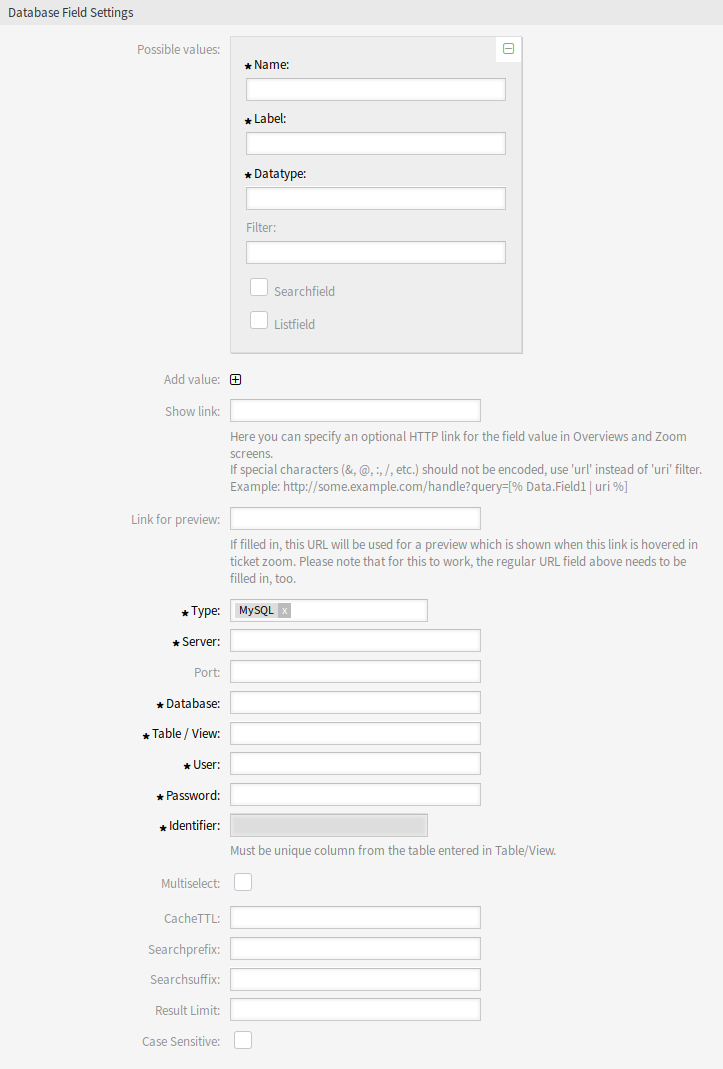 Database Field Settings
Possible values:
★ Name:
★ Label:
★ Datatype:
Filter:
Searchfield
Listfield
Add value:
Show link:
Here you can specify an optional HTTP link for the field value in Overviews and Zoom
screens.
If special characters (&, @, :, /, etc.) should not be encoded, use 'url' instead of 'uri' filter.
Example: http://some.example.com/handle?query=[% Data.Field1 | uri %]
Link for preview:
If filled in, this URL will be used for a preview which is shown when this link is hovered in
ticket zoom. Please note that for this to work, the regular URL field above needs to be
filled in, too.
★ Type: MySQL x
★ Server:
Port:
★ Database:
★ Table / View:
★ User:
★ Password:
★ Identifier:
Must be unique column from the table entered in Table/View.
Multiselect:
CacheTTL:
Searchprefix:
Searchsuffix:
Result Limit:
Case Sensitive: